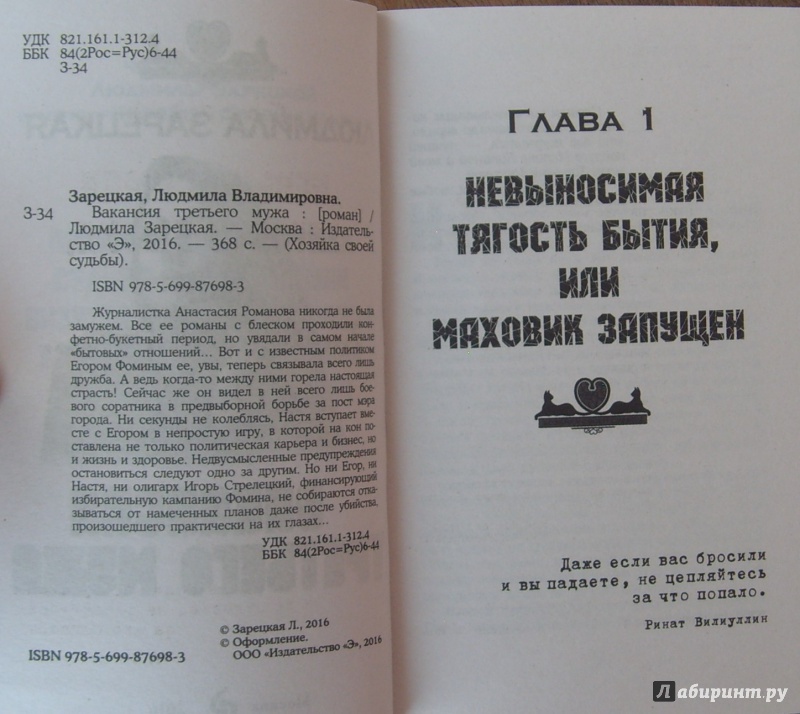 УДК 821.161.1-312.4
ББК 84(2Рос=Рус)6-44
З-34
Зарецкая, Людмила Владимировна.
З-34 Вакансия третьего мужа : [роман] /
Людмила Зарецкая. — Москва : Издатель-
ство «Э», 2016. — 368 с. — (Хозяйка своей
судьбы).
ISBN 978-5-699-87698-3
Журналистка Анастасия Романова никогда не была
замужем. Все ее романы с блеском проходили кон-
фетно-букетный период, но увядали в самом начале
«бытовых» отношений... Вот и с известным политиком
Егором Фоминым ее, увы, теперь связывала всего лишь
дружба. А ведь когда-то между ними горела настоящая
страсть! Сейчас же он видел в ней всего лишь бое-
вого соратника в предвыборной борьбе за пост мэра
города. Ни секунды не колеблясь, Настя вступает вме-
сте с Егором в непростую игру, в которой на кон по-
ставлена не только политическая карьера и бизнес, но
и жизнь и здоровье. Недвусмысленные предупреждения
остановиться следуют одно за другим. Но ни Егор, ни
Настя, ни олигарх Игорь Стрелецкий, финансирующий
избирательную кампанию Фомина, не собираются отка-
зываться от намеченных планов даже после убийства,
произошедшего практически на их глазах...
УДК 821.161.1-312.4
ББК 84(2Рос=Рус)6-44
© Зарецкая Л., 2016
© Оформление.
ISBN 978-5-699-87698-3 ООО «Издательство «Э», 2016
Глава 1
НЕВЫНОСИМАЯ
ТЯГОСТЬ БЫТИЯ,
ИЛИ
МАХОВИК ЗАПУЩЕН
Даже если вас бросили
и вы падаете, не цепляйтесь
за что попало.
Ринат Вилиуллин
Лабиринт.ру